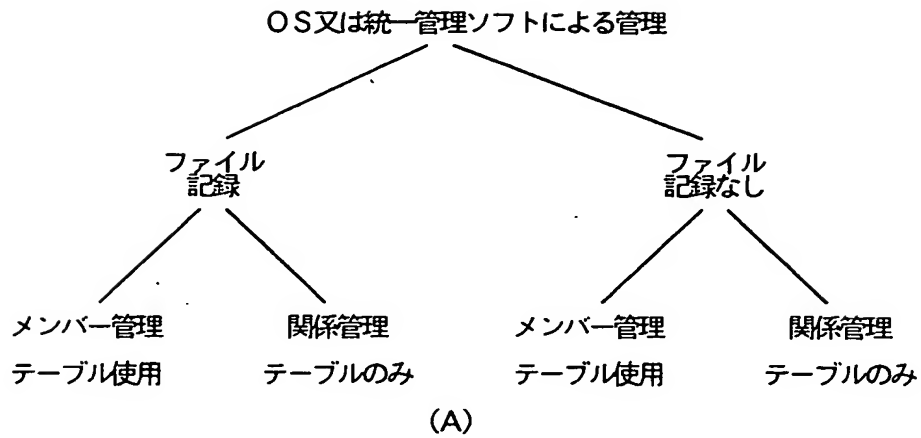 OS又は統一管理ソフトによる管理
ファイル
記録
ファイル
記録なし
メンバー管理
テーブル使用
関係管理
テーブルのみ
メンバー管理
テーブル使用
関係管理
テーブルのみ
(A)